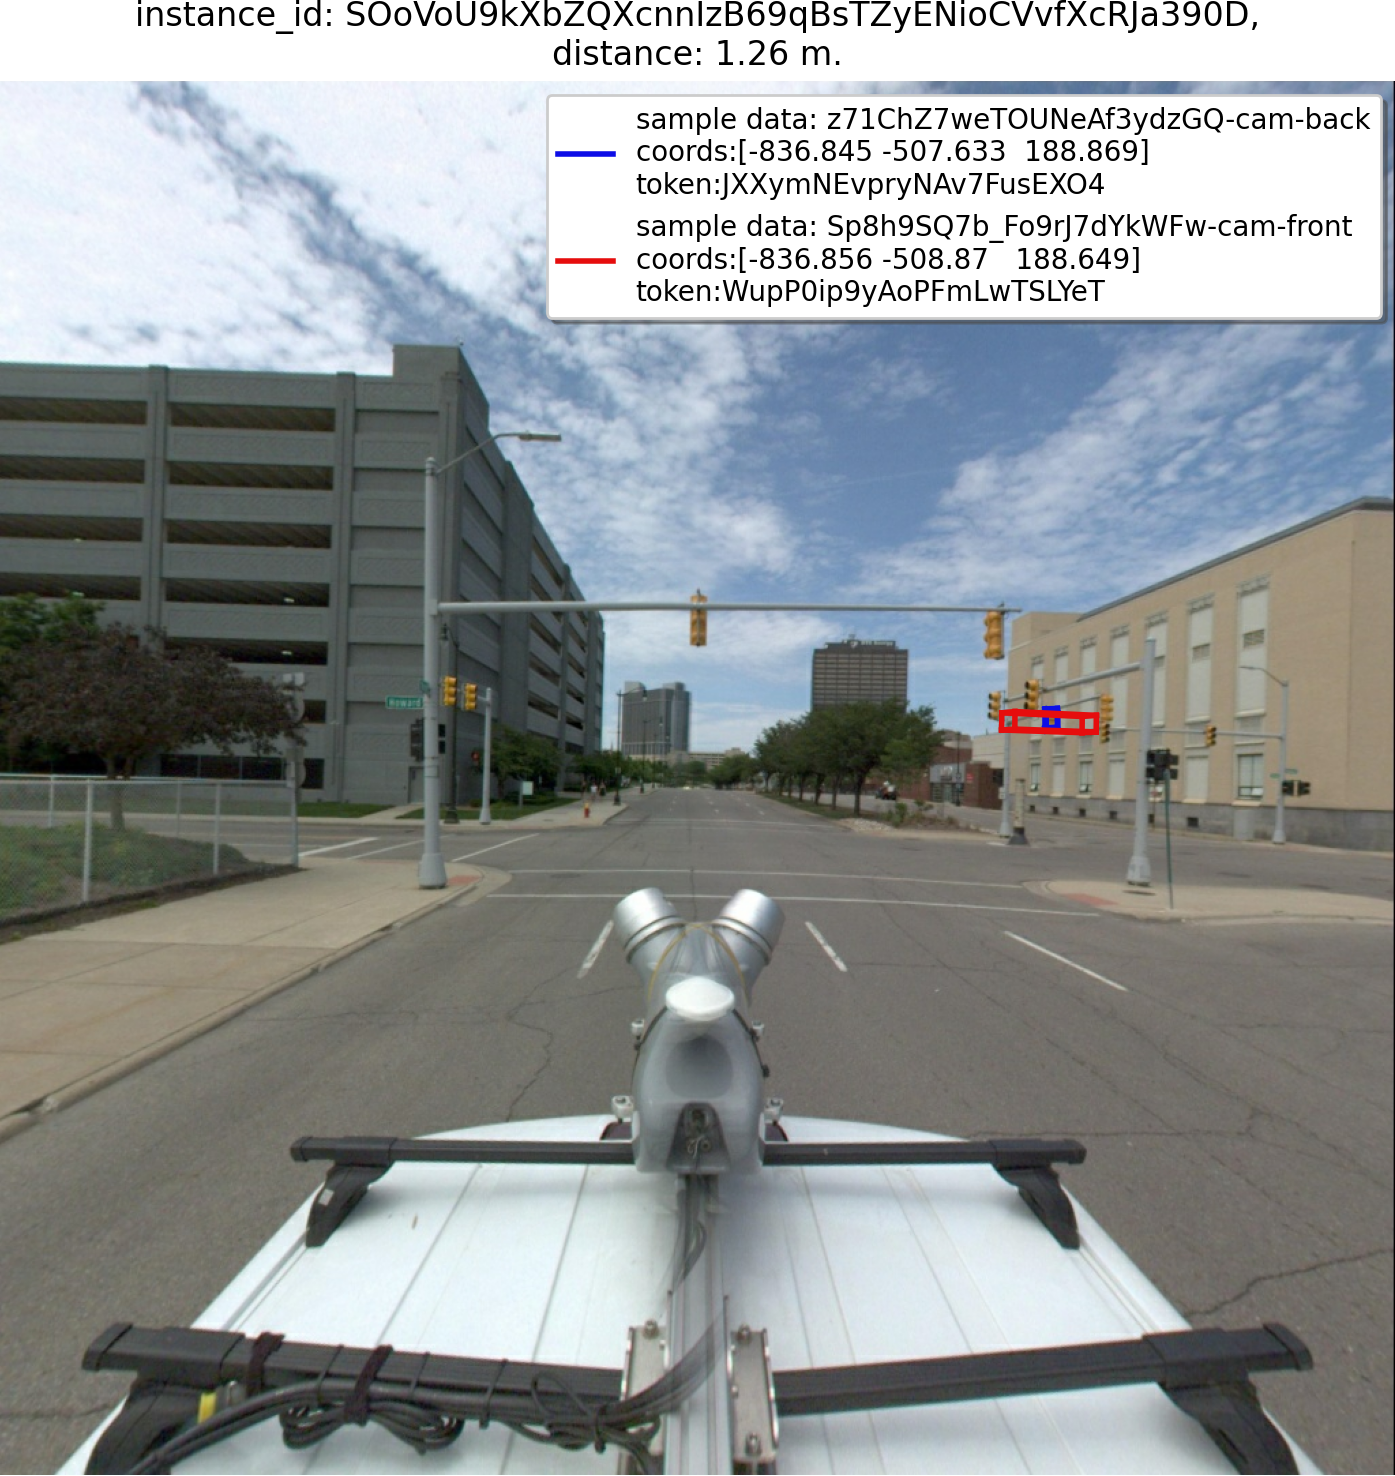 instance_id: SOoVoU9kXbZQXcnnIzB69qBsTZyENioCVvfXcRJa390D,
distance: 1.26 m.
sample data: z71ChZ7weTOUNeAf3ydzGQ-cam-back
coords:[-836.845 -507.633  188.869]
token:JXXymNEvpryNAv7FusEXO4
sample data: Sp8h9SQ7b_Fo9rJ7dYkWFw-cam-front
coords:[-836.856 -508.87   188.649]
token:WupP0ip9yAoPFmLwTSLYeT
Howard